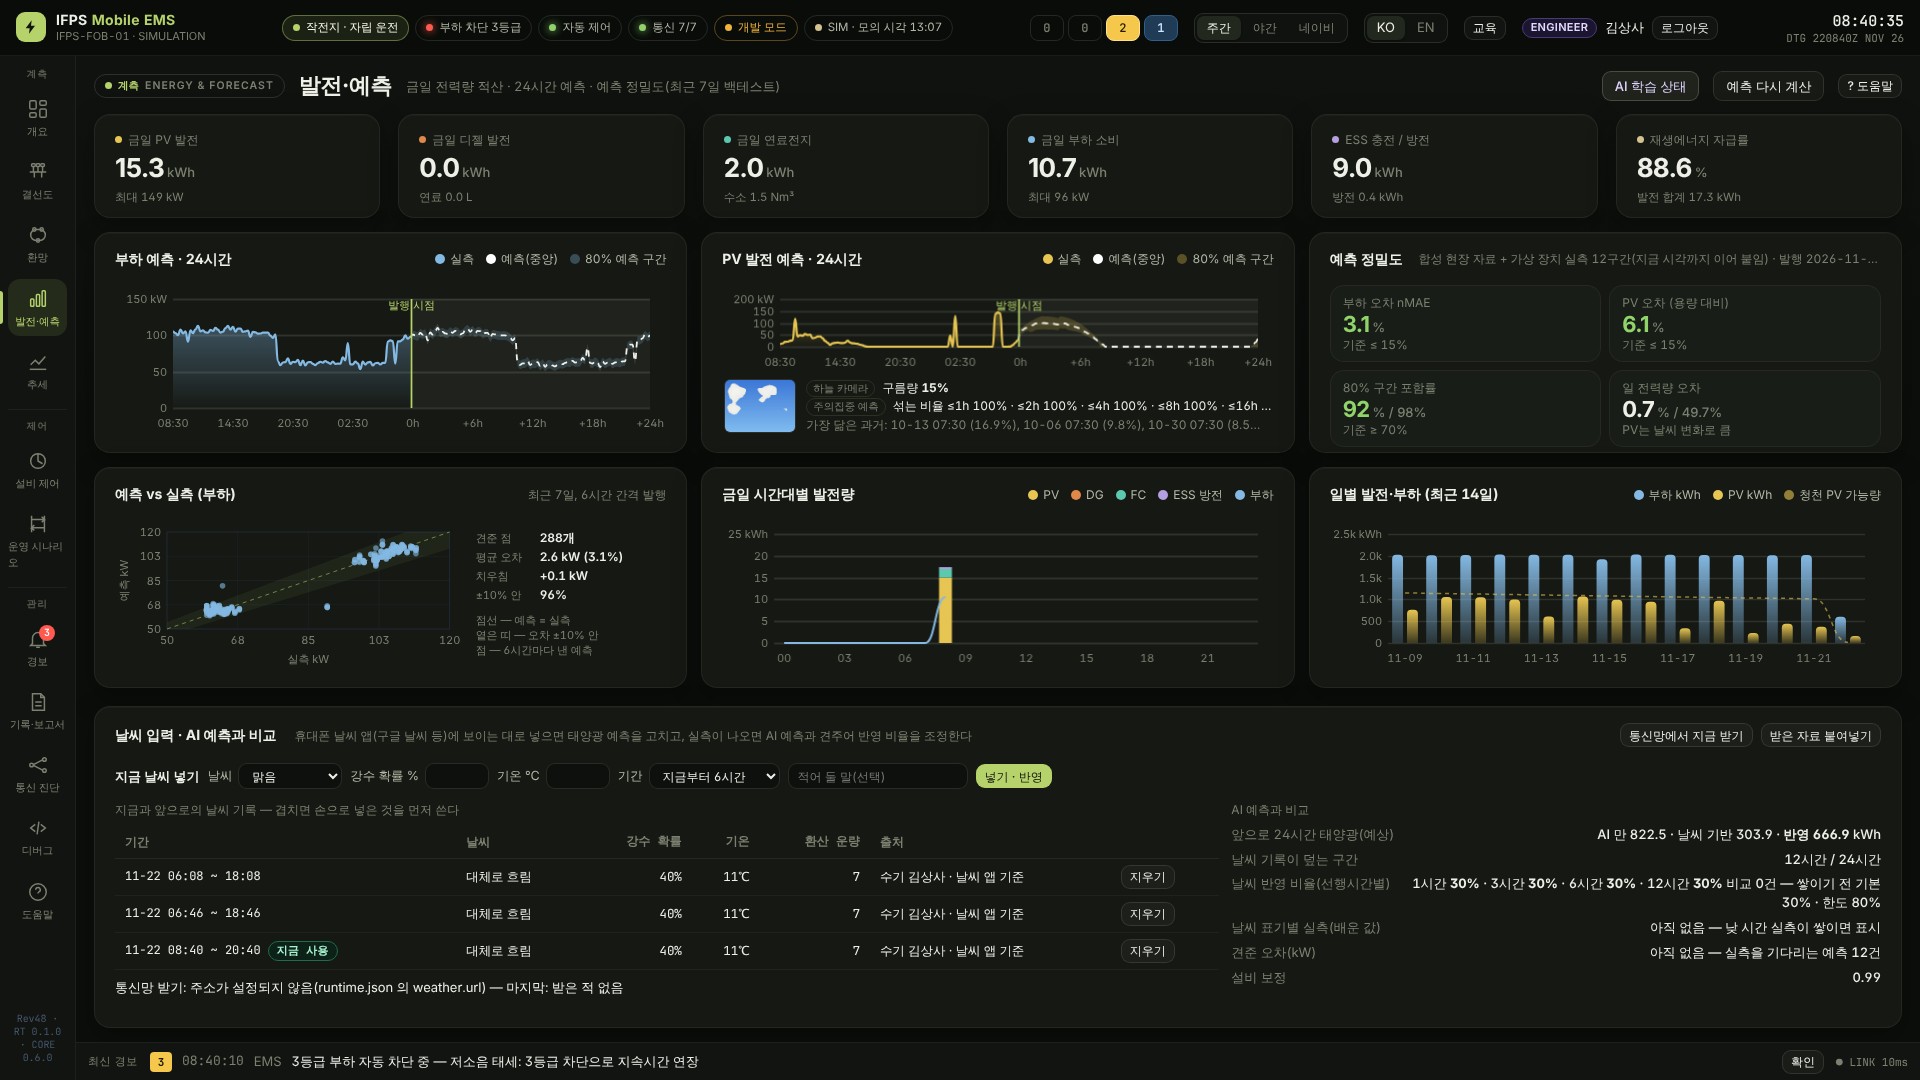 IFPS Mobile EMS
IFPS-FOB-01 · SIMULATION
작전지 · 자립 운전
부하 차단 3등급
자동 제어
통신 7/7
개발 모드
SIM · 모의 시각 13:07
0 0 2 1
주간 야간 네이비
KO EN
교육
ENGINEER 김상사 로그아웃
08:40:35
DTG 220840Z NOV 26
계측
개요
결선도
환망
발전·예측
추세
제어
설비 제어
운영 시나리오
관리
3
경보
기록·보고서
통신 진단
디버그
도움말
Rev48 · RT 0.1.0 · CORE 0.6.0
계측 ENERGY & FORECAST
발전·예측
금일 전력량 적산 · 24시간 예측 · 예측 정밀도(최근 7일 백테스트)
AI 학습 상태
예측 다시 계산
? 도움말
금일 PV 발전
15.3 kWh
최대 149 kW
금일 디젤 발전
0.0 kWh
연료 0.0 L
금일 연료전지
2.0 kWh
수소 1.5 Nm³
금일 부하 소비
10.7 kWh
최대 96 kW
ESS 충전 / 방전
9.0 kWh
방전 0.4 kWh
재생에너지 자급률
88.6 %
발전 합계 17.3 kWh
부하 예측 · 24시간
실측 예측(중앙) 80% 예측 구간
발행 시점
150 kW
100
50
0
08:30 14:30 20:30 02:30 0h +6h +12h +18h +24h
PV 발전 예측 · 24시간
실측 예측(중앙) 80% 예측 구간
발행 시점
200 kW
150
100
50
0
08:30 14:30 20:30 02:30 0h +6h +12h +18h +24h
하늘 카메라 구름량 15%
주의집중 예측 섞는 비율 ≤1h 100% · ≤2h 100% · ≤4h 100% · ≤8h 100% · ≤16h ...
가장 닮은 과거: 10-13 07:30 (16.9%), 10-06 07:30 (9.8%), 10-30 07:30 (8.5...
예측 정밀도
합성 현장 자료 + 가상 장치 실측 12구간(지금 시각까지 이어 붙임) · 발행 2026-11-...
부하 오차 nMAE
3.1 %
기준 ≤ 15%
PV 오차 (용량 대비)
6.1 %
기준 ≤ 15%
80% 구간 포함률
92 % / 98%
기준 ≥ 70%
일 전력량 오차
0.7 % / 49.7%
PV는 날씨 변화로 큼
예측 vs 실측 (부하)
최근 7일, 6시간 간격 발행
예측 kW
120
103
85
68
50
50 68 85 103 120
실측 kW
견준 점 288개
평균 오차 2.6 kW (3.1%)
치우침 +0.1 kW
±10% 안 96%
점선 — 예측 = 실측
옅은 띠 — 오차 ±10% 안
점 — 6시간마다 낸 예측
금일 시간대별 발전량
PV DG FC ESS 방전 부하
25 kWh
20
15
10
5
0
00 03 06 09 12 15 18 21
일별 발전·부하 (최근 14일)
부하 kWh PV kWh 청천 PV 가능량
2.5k kWh
2.0k
1.5k
1.0k
500
0
11-09 11-11 11-13 11-15 11-17 11-19 11-21
날씨 입력 · AI 예측과 비교
휴대폰 날씨 앱(구글 날씨 등)에 보이는 대로 넣으면 태양광 예측을 고치고, 실측이 나오면 AI 예측과 견주어 반영 비율을 조정한다
통신망에서 지금 받기
받은 자료 붙여넣기
지금 날씨 넣기 날씨 맑음 강수 확률 % 기온 °C 기간 지금부터 6시간 적어 둘 말(선택) 넣기 · 반영
지금과 앞으로의 날씨 기록 — 겹치면 손으로 넣은 것을 먼저 쓴다
기간 날씨 강수 확률 기온 환산 운량 출처
11-22 06:08 ~ 18:08 대체로 흐림 40% 11℃ 7 수기 김상사 · 날씨 앱 기준 지우기
11-22 06:46 ~ 18:46 대체로 흐림 40% 11℃ 7 수기 김상사 · 날씨 앱 기준 지우기
11-22 08:40 ~ 20:40 지금 사용 대체로 흐림 40% 11℃ 7 수기 김상사 · 날씨 앱 기준 지우기
통신망 받기: 주소가 설정되지 않음(runtime.json 의 weather.url) — 마지막: 받은 적 없음
AI 예측과 비교
앞으로 24시간 태양광(예상) AI 만 822.5 · 날씨 기반 303.9 · 반영 666.9 kWh
날씨 기록이 덮는 구간 12시간 / 24시간
날씨 반영 비율(선행시간별) 1시간 30% · 3시간 30% · 6시간 30% · 12시간 30% 비교 0건 — 쌓이기 전 기본
30% · 한도 80%
날씨 표기별 실측(배운 값) 아직 없음 — 낮 시간 실측이 쌓이면 표시
견준 오차(kW) 아직 없음 — 실측을 기다리는 예측 12건
설비 보정 0.99
최신 경보 3 08:40:10 EMS 3등급 부하 자동 차단 중 — 저소음 태세: 3등급 차단으로 지속시간 연장
확인
LINK 10ms